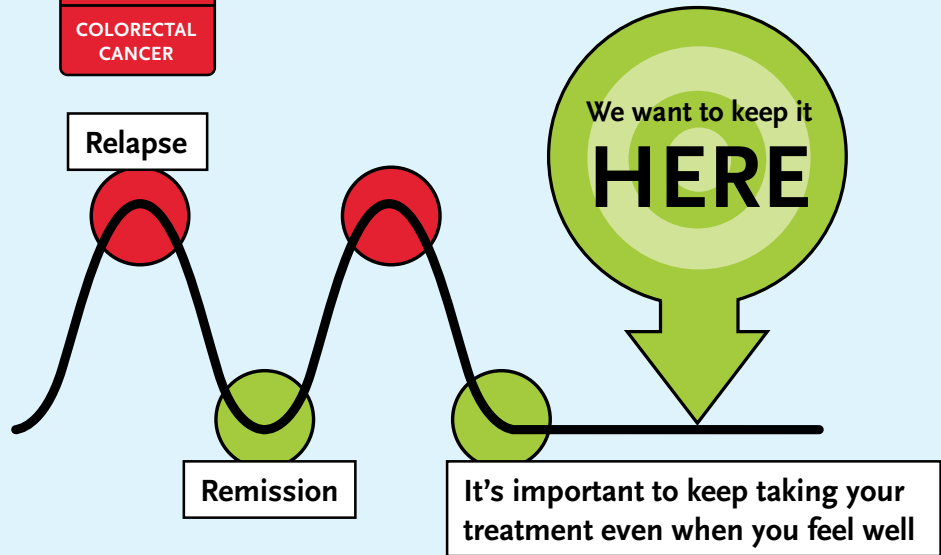 COLORECTAL
CANCER
Relapse
We want to keep it
HERE
Remission
It's important to keep taking your
treatment even when you feel well